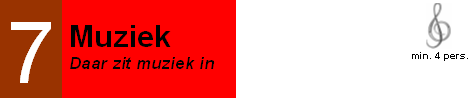 7
Muziek
Daar zit muziek in
min. 4 pers.